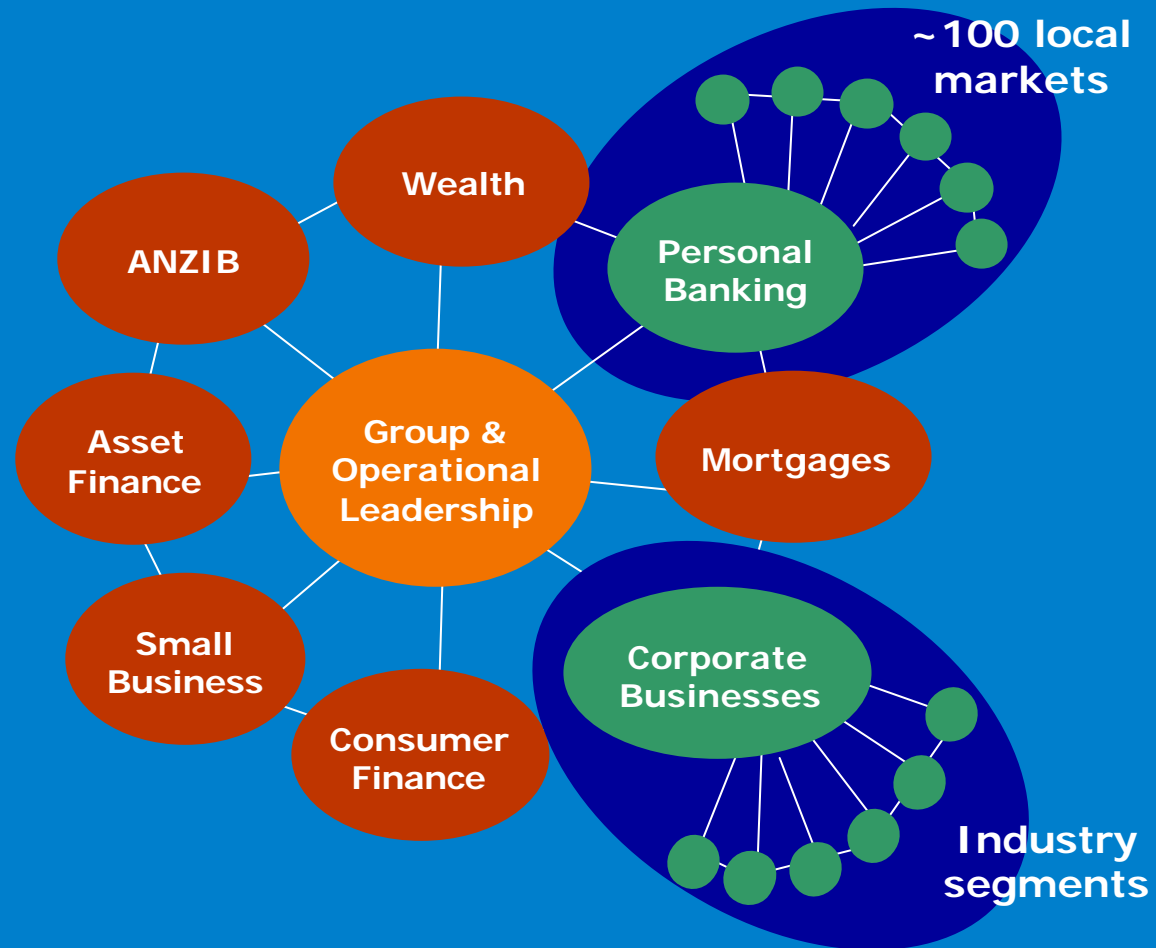 ~100 local
markets
Wealth
ANZIB
Personal
Banking
Group &
Operational
Leadership
Asset
Finance
Mortgages
Small
Business
Corporate
Businesses
Consumer
Finance
Industry
segments